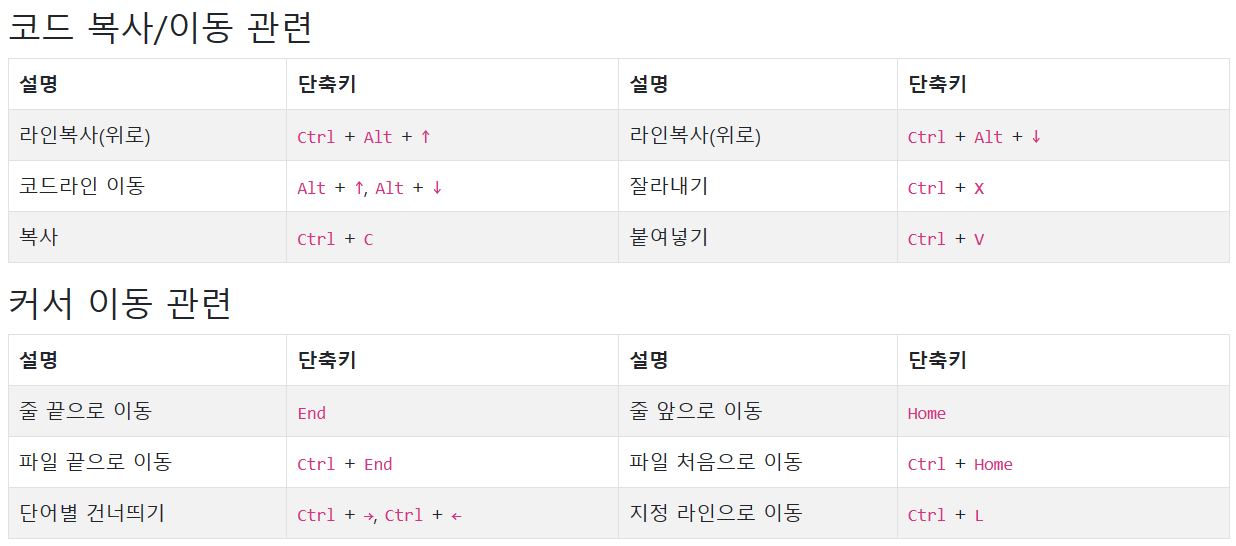 코드 복사/이동 관련
설명 단축키 설명 단축키
라인복사(위로) Ctrl + Alt + ↑ 라인복사(위로) Ctrl + Alt + ↓
코드라인 이동 Alt + ↑, Alt + ↓ 잘라내기 Ctrl + X
복사 Ctrl + C 붙여넣기 Ctrl + V
커서 이동 관련
설명 단축키 설명 단축키
줄 끝으로 이동 End 줄 앞으로 이동 Home
파일 끝으로 이동 Ctrl + End 파일 처음으로 이동 Ctrl + Home
단어별 건너띄기 Ctrl + →, Ctrl + ← 지정 라인으로 이동 Ctrl + L